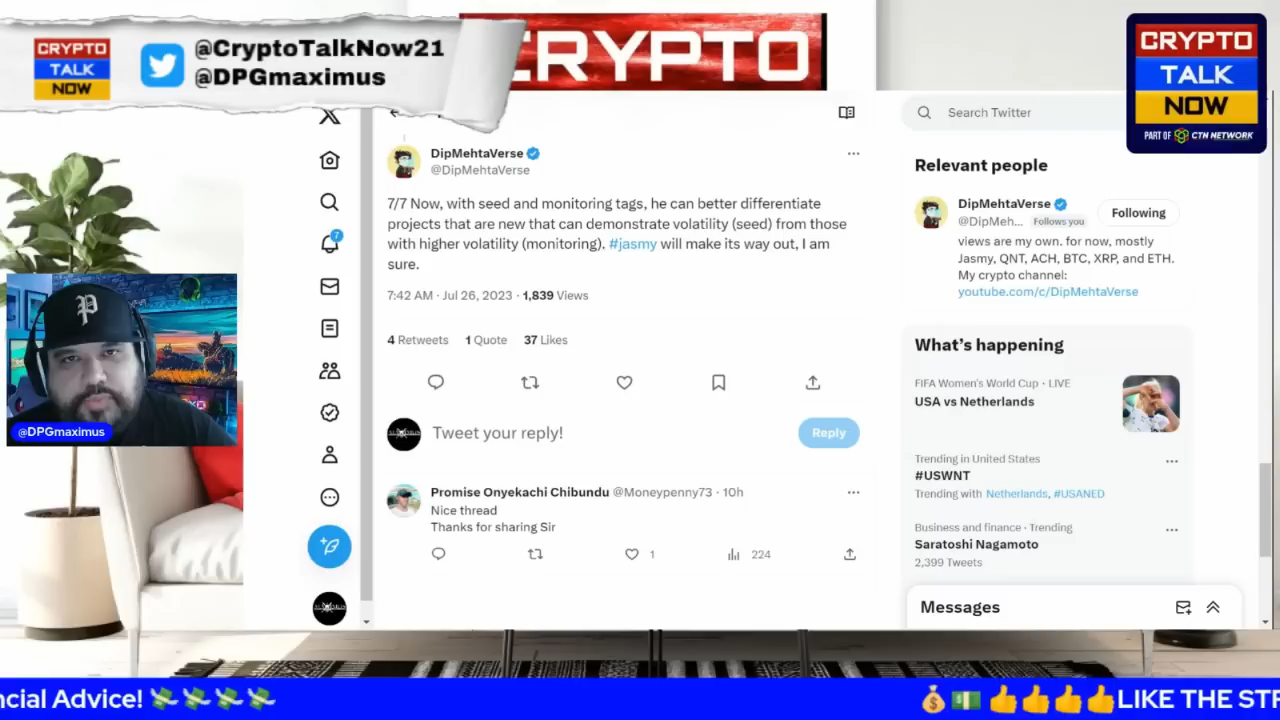 CRYPTO
TALK
NOW
@CryptoTalkNow21
@DPGmaximus
CRYPTO
CRYPTO
TALK
NOW
PART OF CTN NETWORK
Search Twitter
DipMehtaVerse
@DipMehtaVerse
7/7 Now, with seed and monitoring tags, he can better differentiate
projects that are new that can demonstrate volatility (seed) from those
with higher volatility (monitoring). #jasmy will make its way out, I am
sure.
7:42 AM · Jul 26, 2023 · 1,839 Views
4 Retweets 1 Quote 37 Likes
Tweet your reply!
Reply
Promise Onyekachi Chibundu @Moneypenny73 · 10h
Nice thread
Thanks for sharing Sir
1 224
7
P
@DPGmaximus
Relevant people
DipMehtaVerse
@DipMeh... Follows you
Following
views are my own. for now, mostly
Jasmy, QNT, ACH, BTC, XRP, and ETH.
My crypto channel:
youtube.com/c/DipMehtaVerse
What's happening
FIFA Women's World Cup · LIVE
USA vs Netherlands
Trending in United States
#USWNT
Trending with Netherlands, #USANED
Business and finance · Trending
Saratoshi Nagamoto
2,399 Tweets
Messages
ncial Advice! 💸💸💸💸 💰💵👍👍👍👍LIKE THE STR